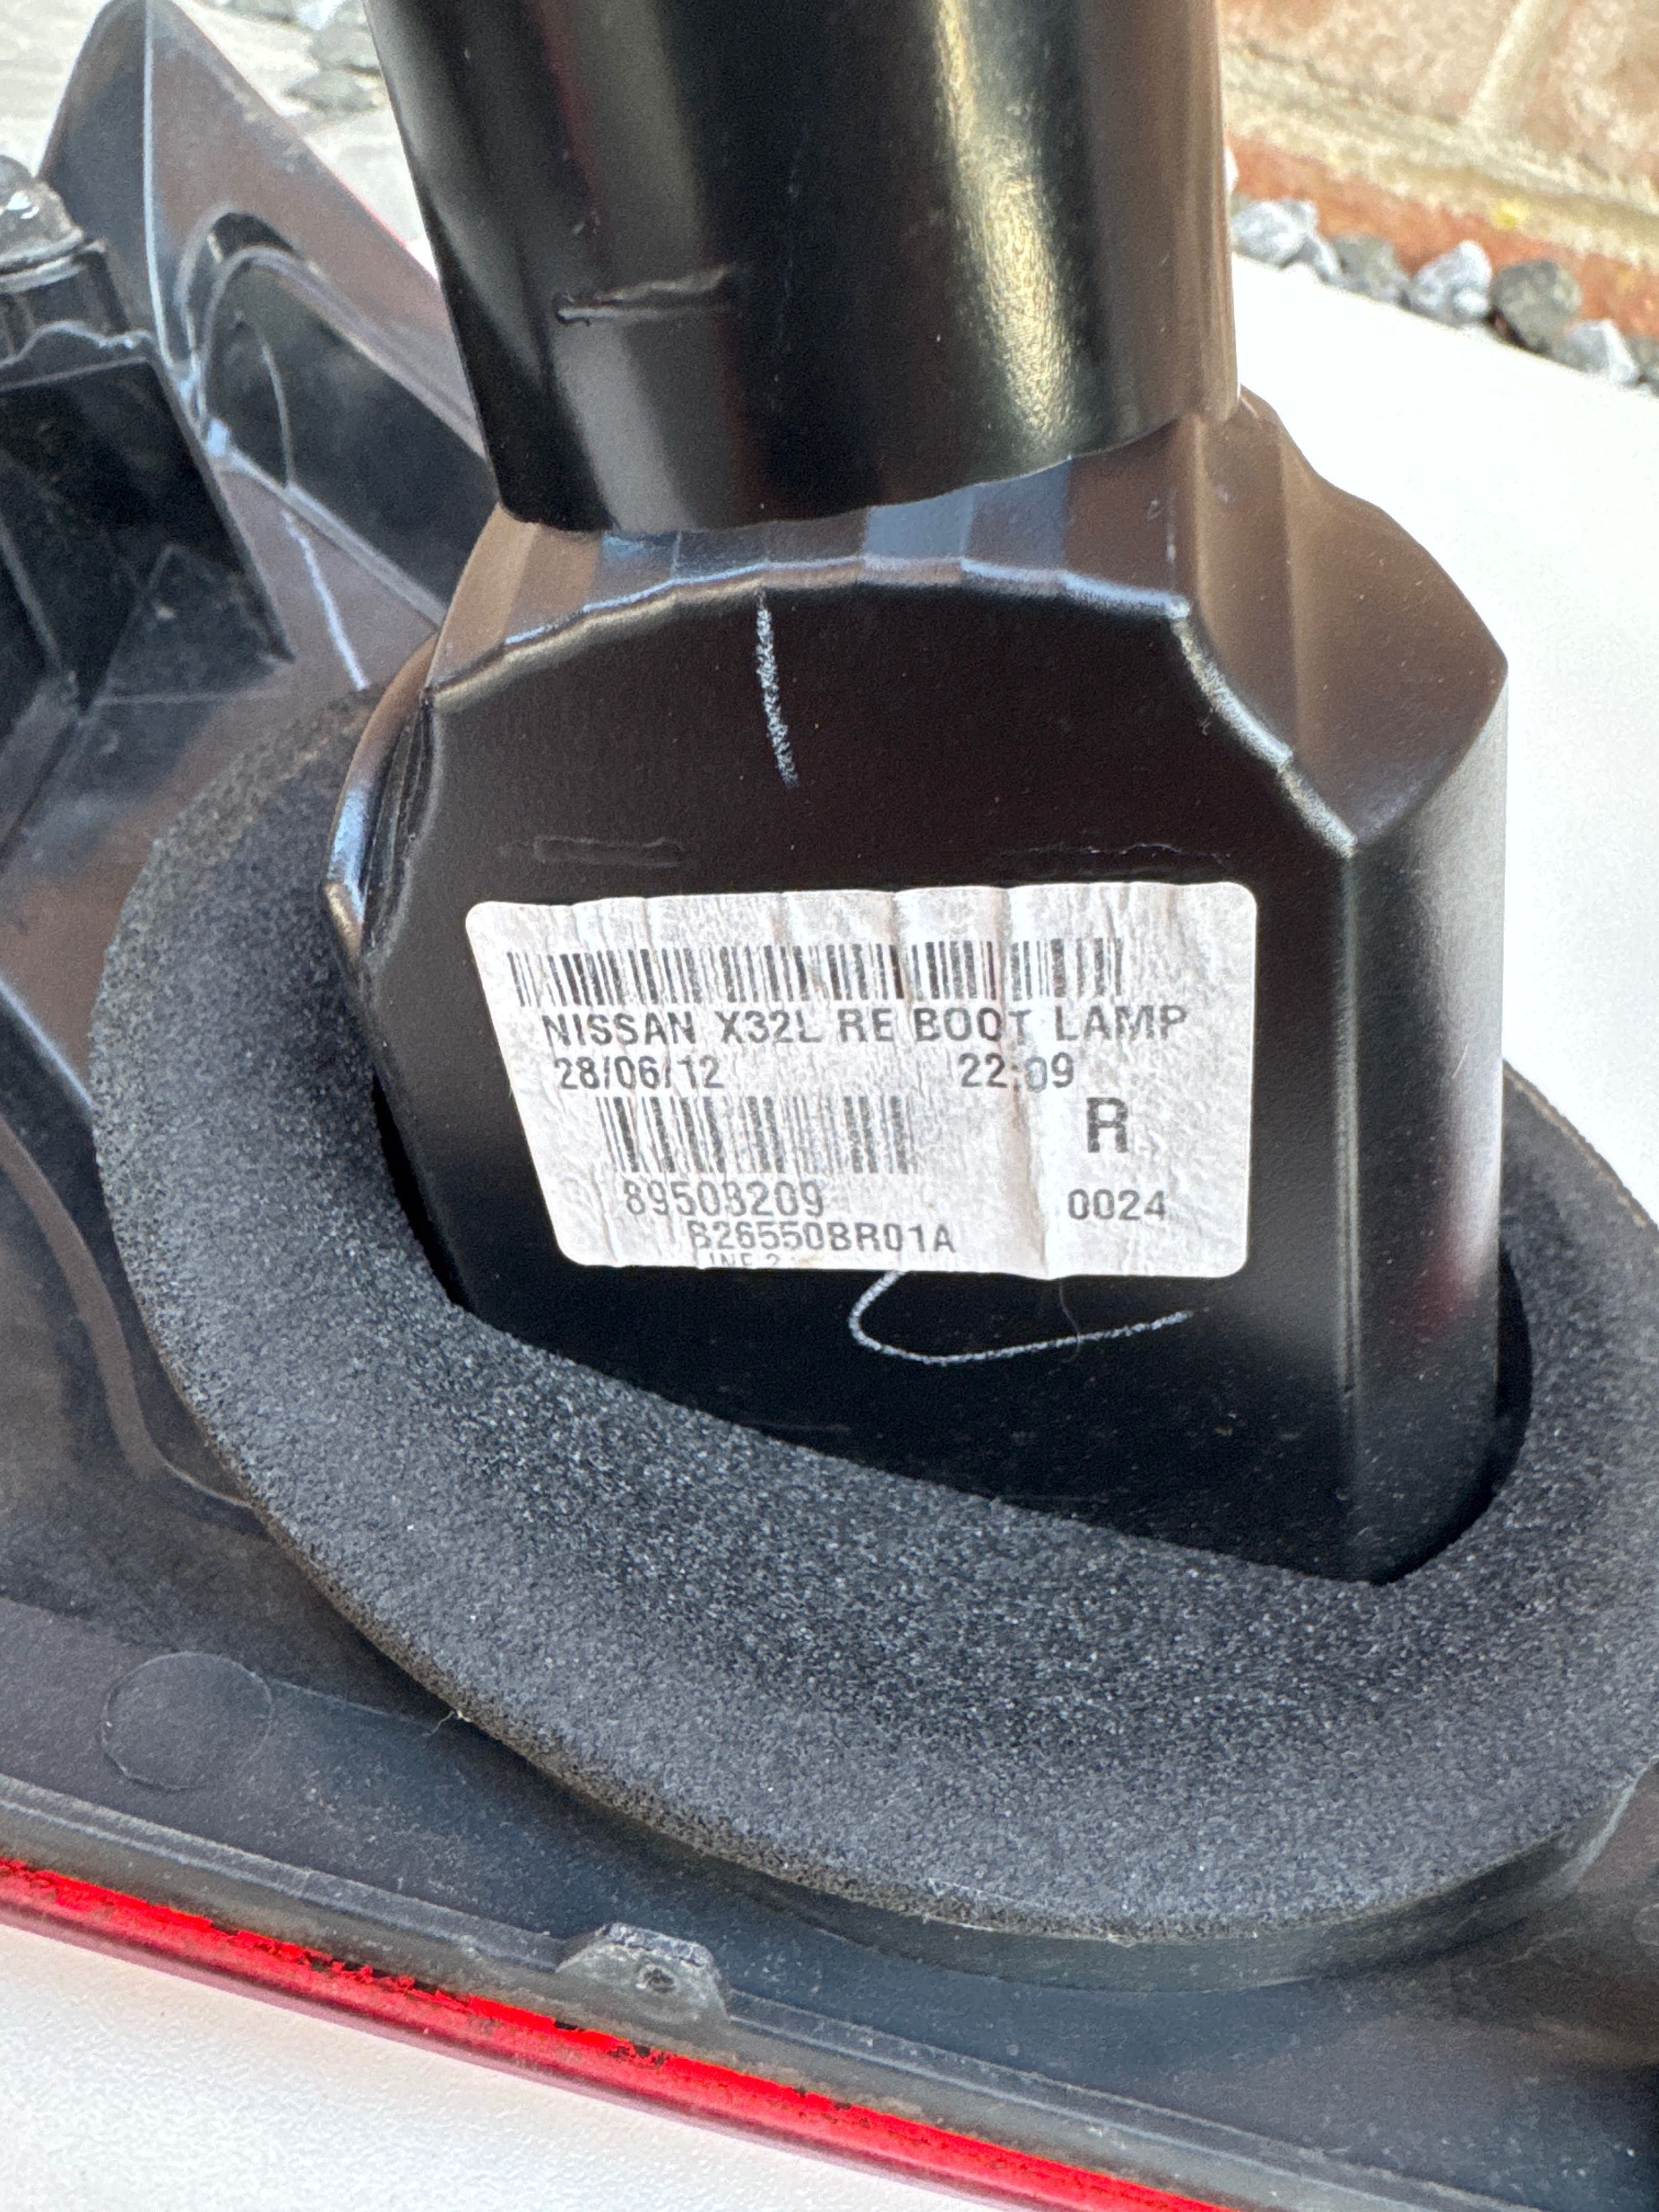 NISSAN X32L RE BOOT LAMP
28/06/12 22:09
R
89503209 0024
B26550BR01A